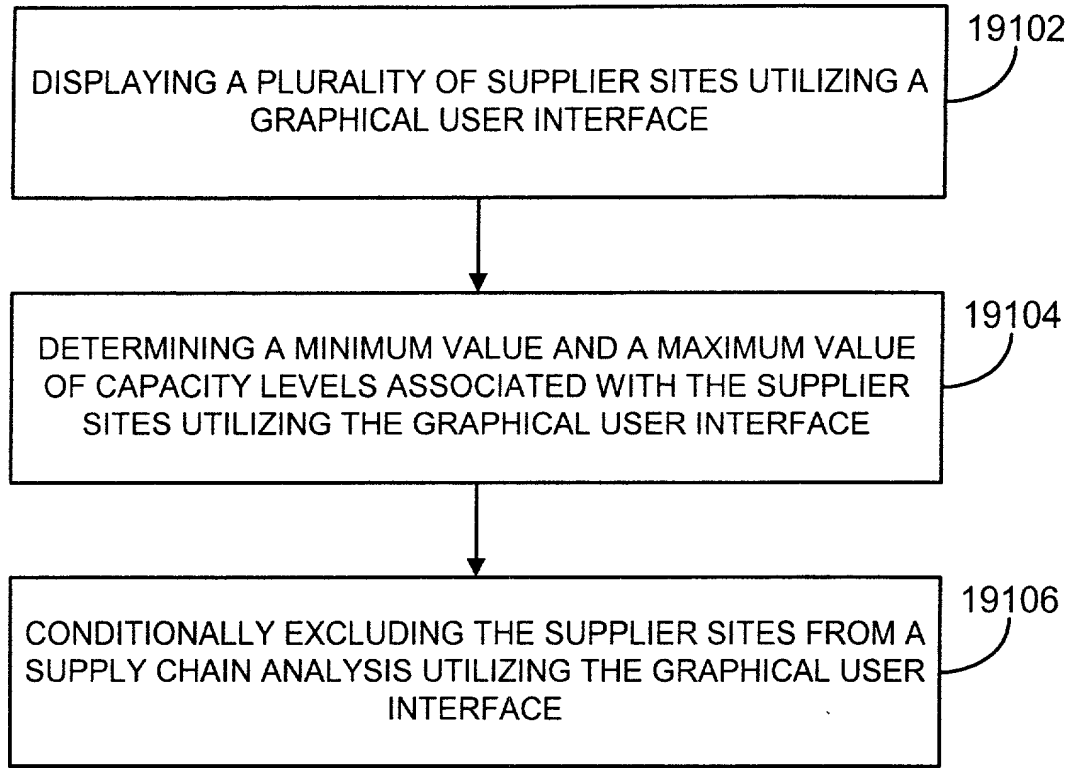 19102
DISPLAYING A PLURALITY OF SUPPLIER SITES UTILIZING A
GRAPHICAL USER INTERFACE
19104
DETERMINING A MINIMUM VALUE AND A MAXIMUM VALUE
OF CAPACITY LEVELS ASSOCIATED WITH THE SUPPLIER
SITES UTILIZING THE GRAPHICAL USER INTERFACE
19106
CONDITIONALLY EXCLUDING THE SUPPLIER SITES FROM A
SUPPLY CHAIN ANALYSIS UTILIZING THE GRAPHICAL USER
INTERFACE